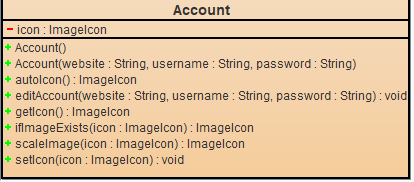 Account
- icon : ImageIcon
+ Account()
+ Account(website : String, username : String, password : String)
+ autoIcon() : ImageIcon
+ editAccount(website : String, username : String, password : String) : void
+ getIcon() : ImageIcon
+ ifImageExists(icon : ImageIcon) : ImageIcon
+ scaleImage(icon : ImageIcon) : ImageIcon
+ setIcon(icon : ImageIcon) : void